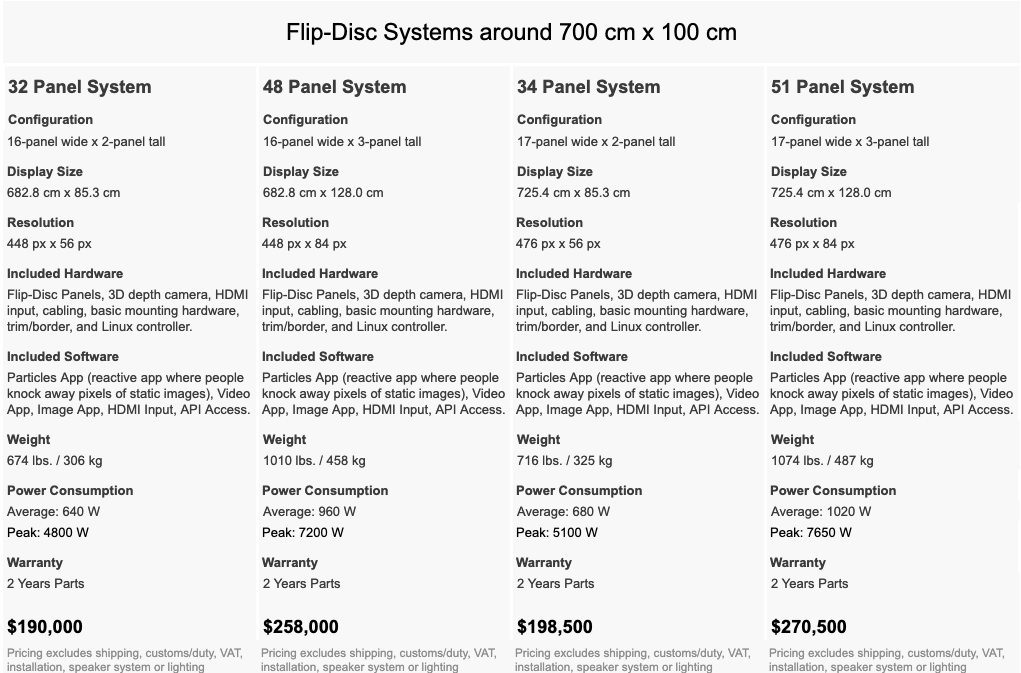 Flip-Disc Systems around 700 cm x 100 cm
32 Panel System
Configuration
16-panel wide x 2-panel tall
Display Size
682.8 cm x 85.3 cm
Resolution
448 px x 56 px
Included Hardware
Flip-Disc Panels, 3D depth camera, HDMI
input, cabling, basic mounting hardware,
trim/border, and Linux controller.
Included Software
Particles App (reactive app where people
knock away pixels of static images), Video
App, Image App, HDMI Input, API Access.
Weight
674 lbs. / 306 kg
Power Consumption
Average: 640 W
Peak: 4800 W
Warranty
2 Years Parts
$190,000
Pricing excludes shipping, customs/duty, VAT,
installation, speaker system or lighting
48 Panel System
Configuration
16-panel wide x 3-panel tall
Display Size
682.8 cm x 128.0 cm
Resolution
448 px x 84 px
Included Hardware
Flip-Disc Panels, 3D depth camera, HDMI
input, cabling, basic mounting hardware,
trim/border, and Linux controller.
Included Software
Particles App (reactive app where people
knock away pixels of static images), Video
App, Image App, HDMI Input, API Access.
Weight
1010 lbs. / 458 kg
Power Consumption
Average: 960 W
Peak: 7200 W
Warranty
2 Years Parts
$258,000
Pricing excludes shipping, customs/duty, VAT,
installation, speaker system or lighting
34 Panel System
Configuration
17-panel wide x 2-panel tall
Display Size
725.4 cm x 85.3 cm
Resolution
476 px x 56 px
Included Hardware
Flip-Disc Panels, 3D depth camera, HDMI
input, cabling, basic mounting hardware,
trim/border, and Linux controller.
Included Software
Particles App (reactive app where people
knock away pixels of static images), Video
App, Image App, HDMI Input, API Access.
Weight
716 lbs. / 325 kg
Power Consumption
Average: 680 W
Peak: 5100 W
Warranty
2 Years Parts
$198,500
Pricing excludes shipping, customs/duty, VAT,
installation, speaker system or lighting
51 Panel System
Configuration
17-panel wide x 3-panel tall
Display Size
725.4 cm x 128.0 cm
Resolution
476 px x 84 px
Included Hardware
Flip-Disc Panels, 3D depth camera, HDMI
input, cabling, basic mounting hardware,
trim/border, and Linux controller.
Included Software
Particles App (reactive app where people
knock away pixels of static images), Video
App, Image App, HDMI Input, API Access.
Weight
1074 lbs. / 487 kg
Power Consumption
Average: 1020 W
Peak: 7650 W
Warranty
2 Years Parts
$270,500
Pricing excludes shipping, customs/duty, VAT,
installation, speaker system or lighting